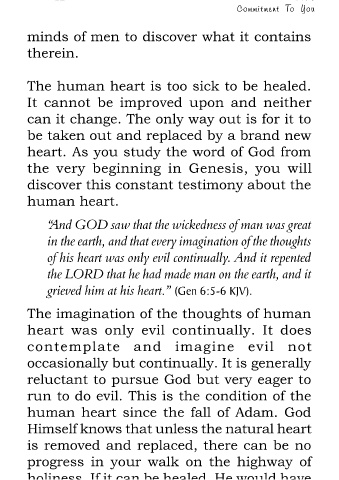 Commitment To You
minds of men to discover what it contains
therein.
The human heart is too sick to be healed.
It cannot be improved upon and neither
can it change. The only way out is for it to
be taken out and replaced by a brand new
heart. As you study the word of God from
the very beginning in Genesis, you will
discover this constant testimony about the
human heart.
“And GOD saw that the wickedness of man was great
in the earth, and that every imagination of the thoughts
of his heart was only evil continually. And it repented
the LORD that he had made man on the earth, and it
grieved him at his heart.” (Gen 6:5-6 KJV).
The imagination of the thoughts of human
heart was only evil continually. It does
contemplate and imagine evil not
occasionally but continually. It is generally
reluctant to pursue God but very eager to
run to do evil. This is the condition of the
human heart since the fall of Adam. God
Himself knows that unless the natural heart
is removed and replaced, there can be no
progress in your walk on the highway of
holiness. If it can be healed, He would have